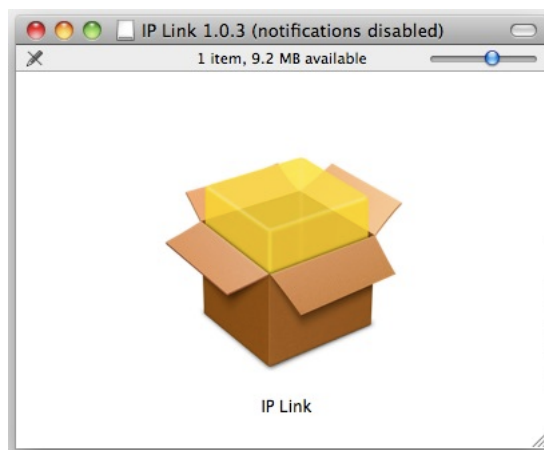 IP Link 1.0.3 (notifications disabled)
1 item, 9.2 MB available
IP Link